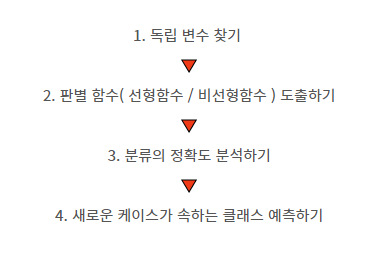 1. 독립 변수 찾기
2. 판별 함수( 선형함수 / 비선형함수 ) 도출하기
3. 분류의 정확도 분석하기
4. 새로운 케이스가 속하는 클래스 예측하기